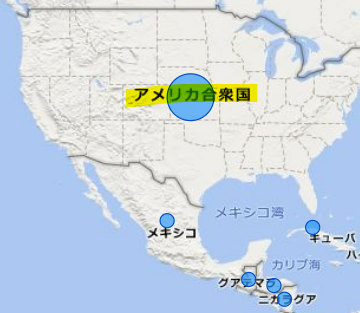 アメリカ合衆国
メキシコ湾
メキシコ
キューバ
ハ
カリブ海
グアテマラ
ニカラグア